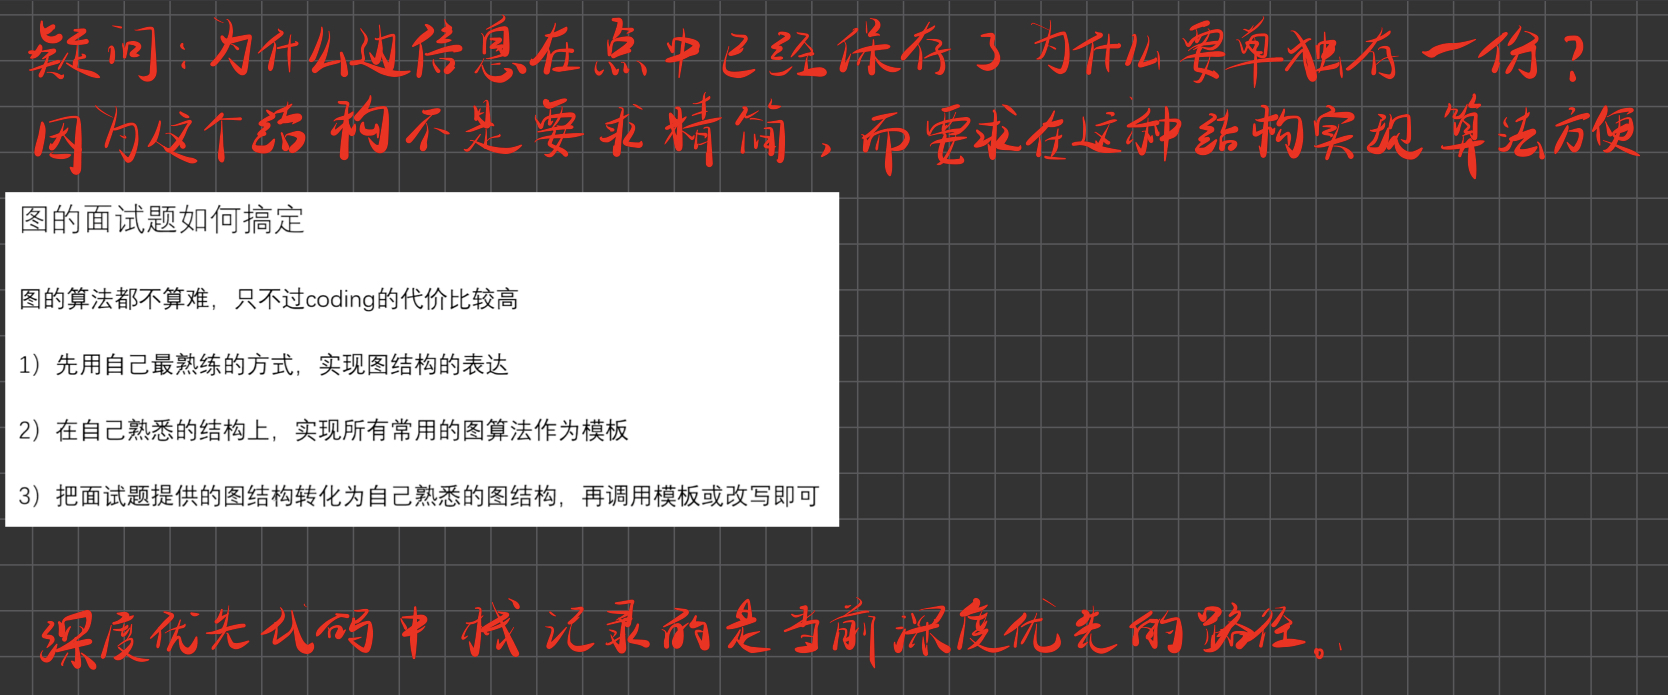 疑问：为什么边信息在点中已经保存了为什么要单独存一份？
因为这个结构不是要求精简，而要求在这种结构实现算法方便
图的面试题如何搞定
图的算法都不算难，只不过coding的代价比较高
1）先用自己最熟练的方式，实现图结构的表达
2）在自己熟悉的结构上，实现所有常用的图算法作为模板
3）把面试题提供的图结构转化为自己熟悉的图结构，再调用模板或改写即可
深度优先代码中栈记录的是当前深度优先的路径。